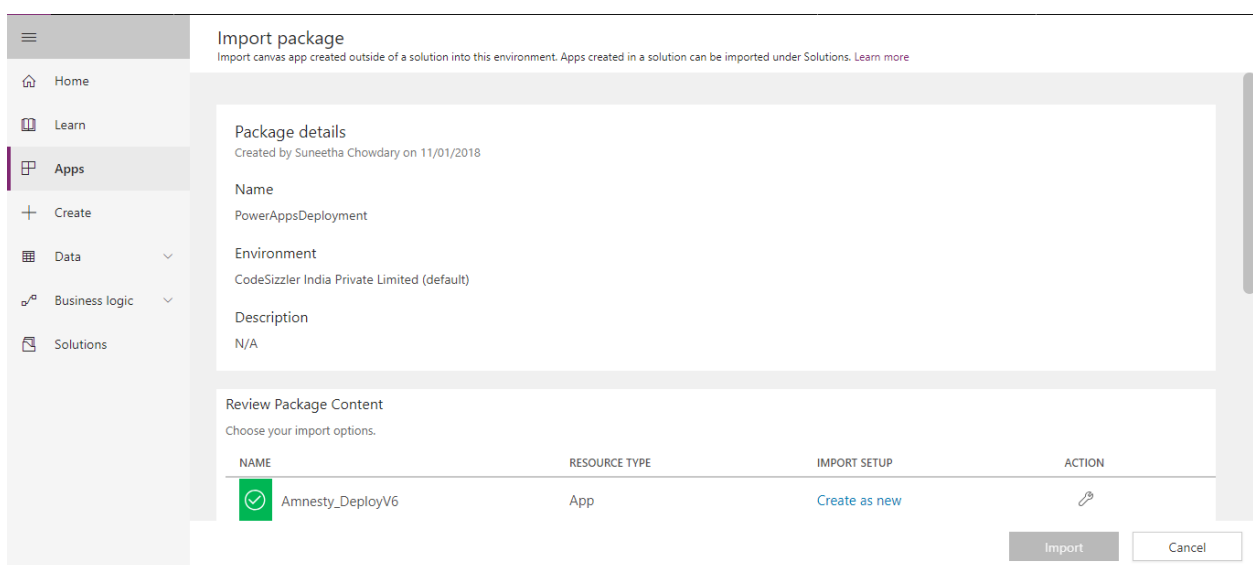 Import package
Import canvas app created outside of a solution into this environment. Apps created in a solution can be imported under Solutions. Learn more
Home
Learn
Apps
Create
Data
Business logic
Solutions
Package details
Created by Suneetha Chowdary on 11/01/2018
Name
PowerAppsDeployment
Environment
CodeSizzler India Private Limited (default)
Description
N/A
Review Package Content
Choose your import options.
NAME RESOURCE TYPE IMPORT SETUP ACTION
Amnesty_DeployV6 App Create as new
Import Cancel